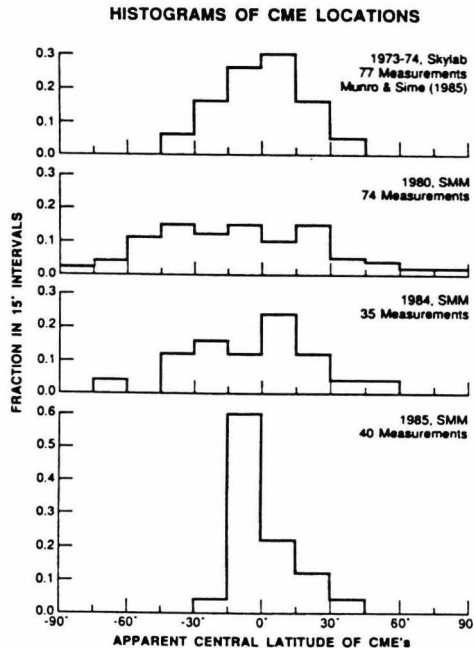 HISTOGRAMS OF CME LOCATIONS
0.3
0.2
0.1
0.0
1973-74, Skylab
77 Measurements
Munro & Sime (1985)
0.2
0.1
0.0
1980, SMM
74 Measurements
0.3
0.2
0.1
0.0
1984, SMM
35 Measurements
0.6
0.5
0.4
0.3
0.2
0.1
0.0
1985, SMM
40 Measurements
FRACTION IN 15° INTERVALS
-90° -60° -30° 0° 30° 60° 90
APPARENT CENTRAL LATITUDE OF CME's